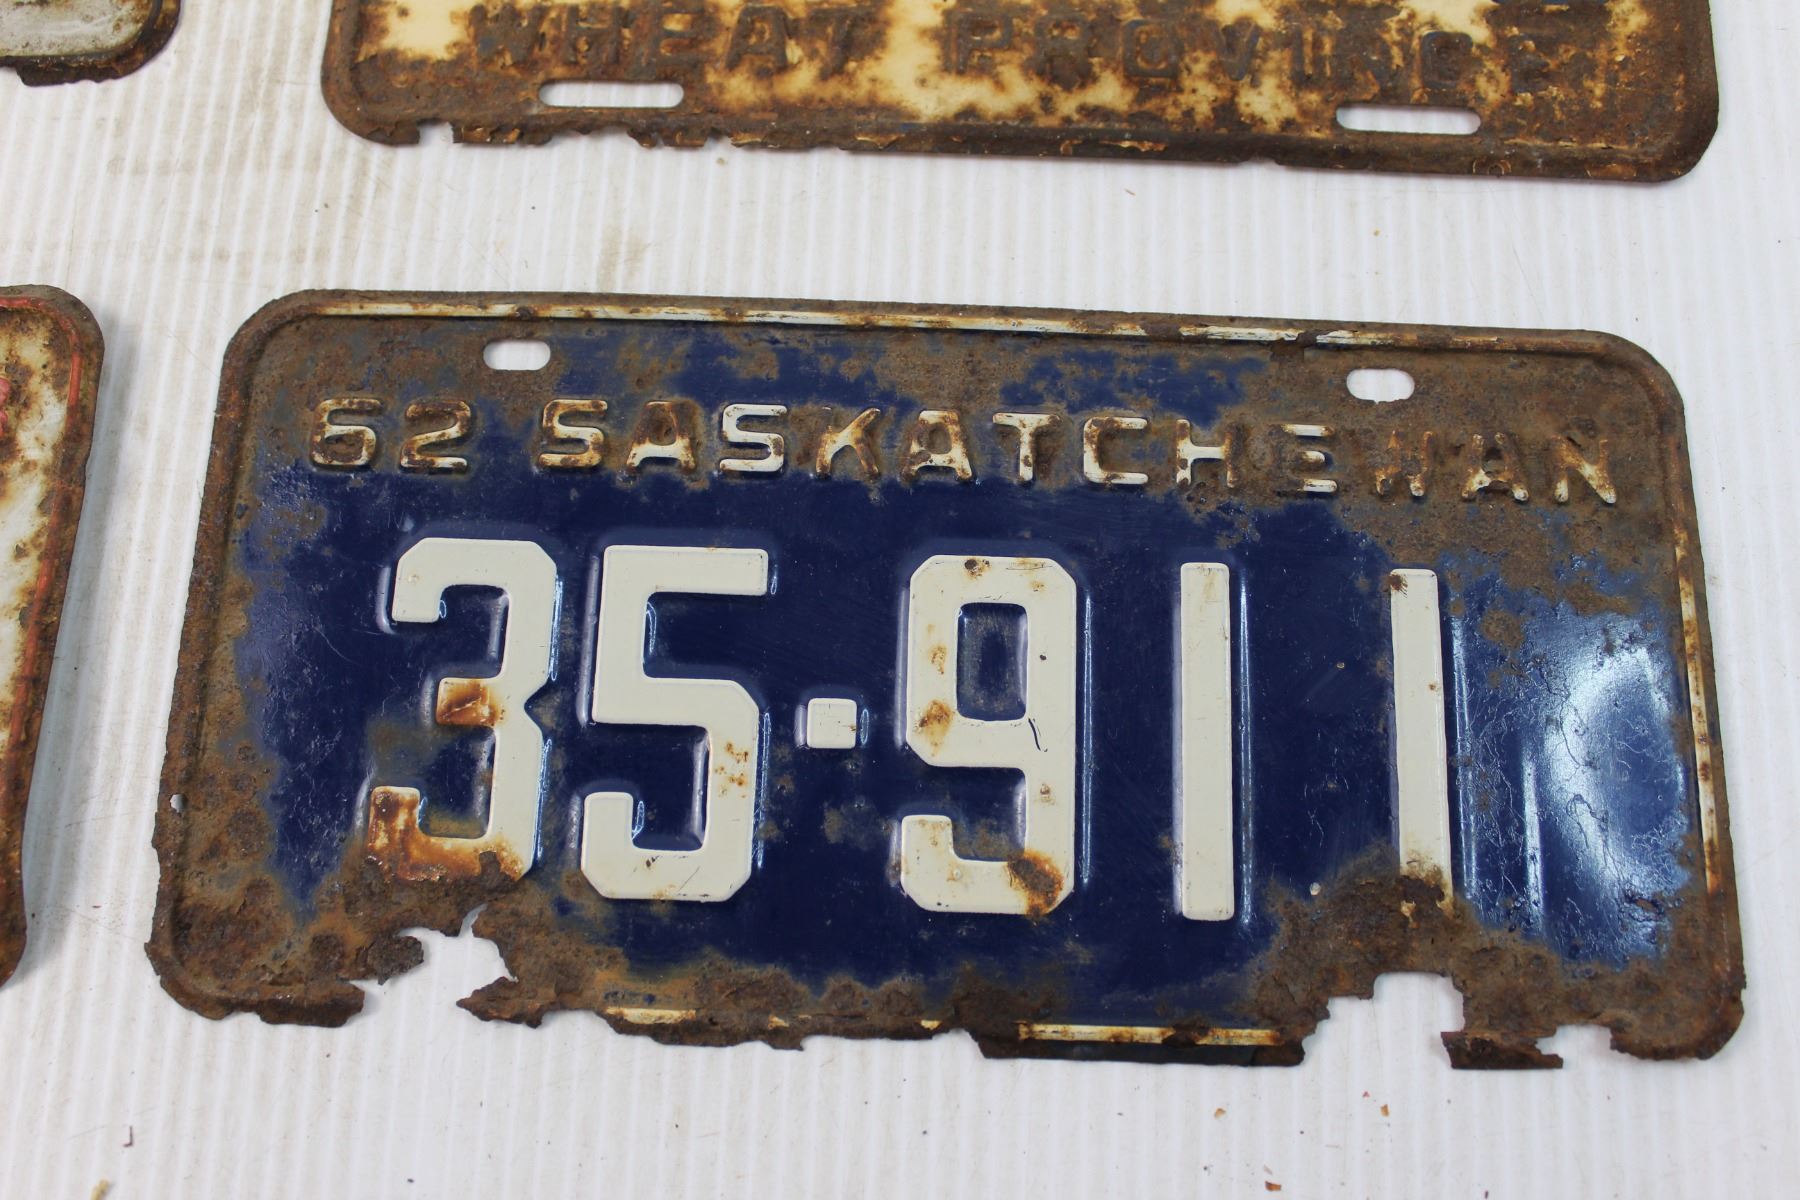 WHEAT PROVINCE
62 SASKATCHEWAN
35·911